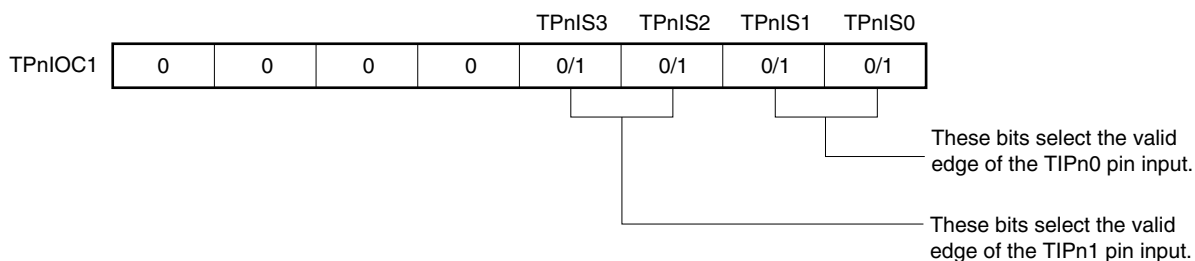 TPnIS3 TPnIS2 TPnIS1 TPnIS0
TPnIOC1 0 0 0 0 0/1 0/1 0/1 0/1
These bits select the valid
edge of the TIPn0 pin input.
These bits select the valid
edge of the TIPn1 pin input.